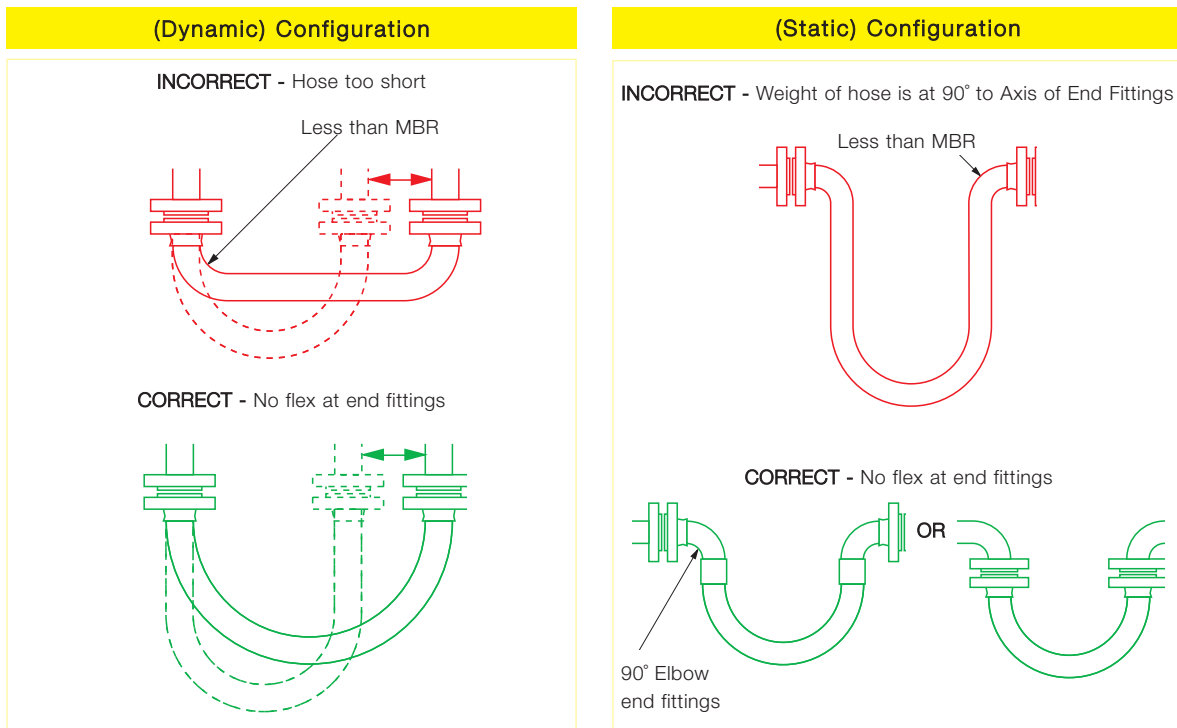 (Dynamic) Configuration
INCORRECT - Hose too short
Less than MBR
CORRECT - No flex at end fittings
(Static) Configuration
INCORRECT - Weight of hose is at 90° to Axis of End Fittings
Less than MBR
CORRECT - No flex at end fittings
OR
90° Elbow
end fittings